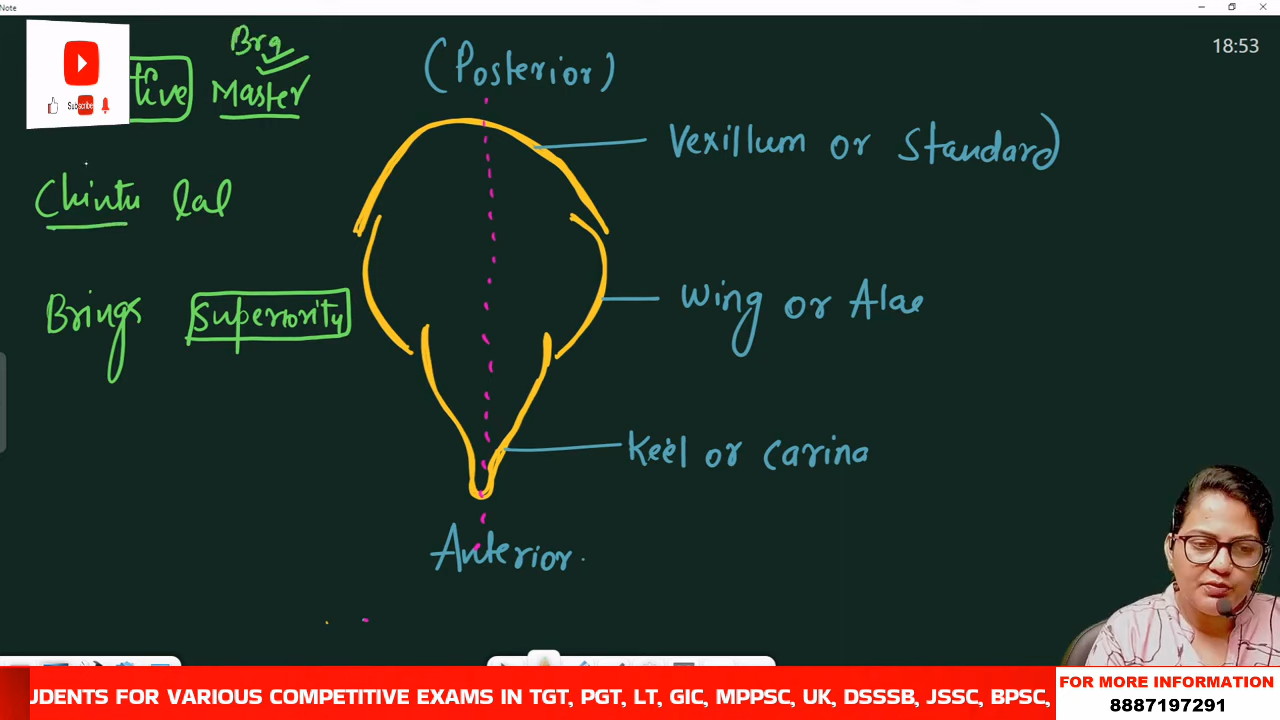 Note
18:53
Brg
Subscribe
tive Master
(Posterior)
Vexillum or Standard)
Chintu lal
Wing or Alae
Brings Superiority
Keel or Carina
Anterior
UDENTS FOR VARIOUS COMPETITIVE EXAMS IN TGT, PGT, LT, GIC, MPPSC, UK, DSSSB, JSSC, BPSC,
FOR MORE INFORMATION
8887197291